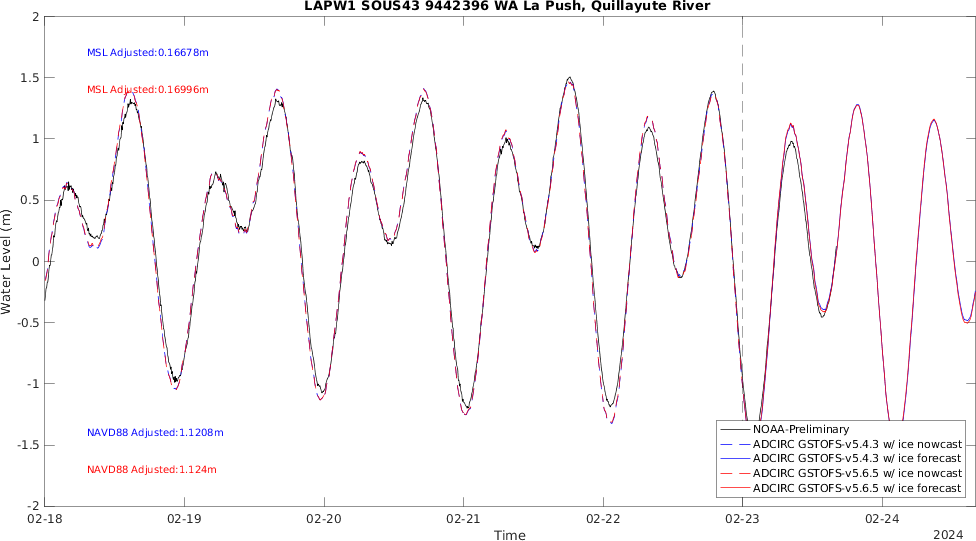 LAPW1 SOUS43 9442396 WA La Push, Quillayute River
2
1.5
1
0.5
0
-0.5
-1
-1.5
-2
Water Level (m)
MSL Adjusted:0.16678m
MSL Adjusted:0.16996m
NAVD88 Adjusted:1.1208m
NAVD88 Adjusted:1.124m
NOAA-Preliminary
ADCIRC GSTOFS-v5.4.3 w/ ice nowcast
ADCIRC GSTOFS-v5.4.3 w/ ice forecast
ADCIRC GSTOFS-v5.6.5 w/ ice nowcast
ADCIRC GSTOFS-v5.6.5 w/ ice forecast
02-18 02-19 02-20 02-21 02-22 02-23 02-24
Time
2024